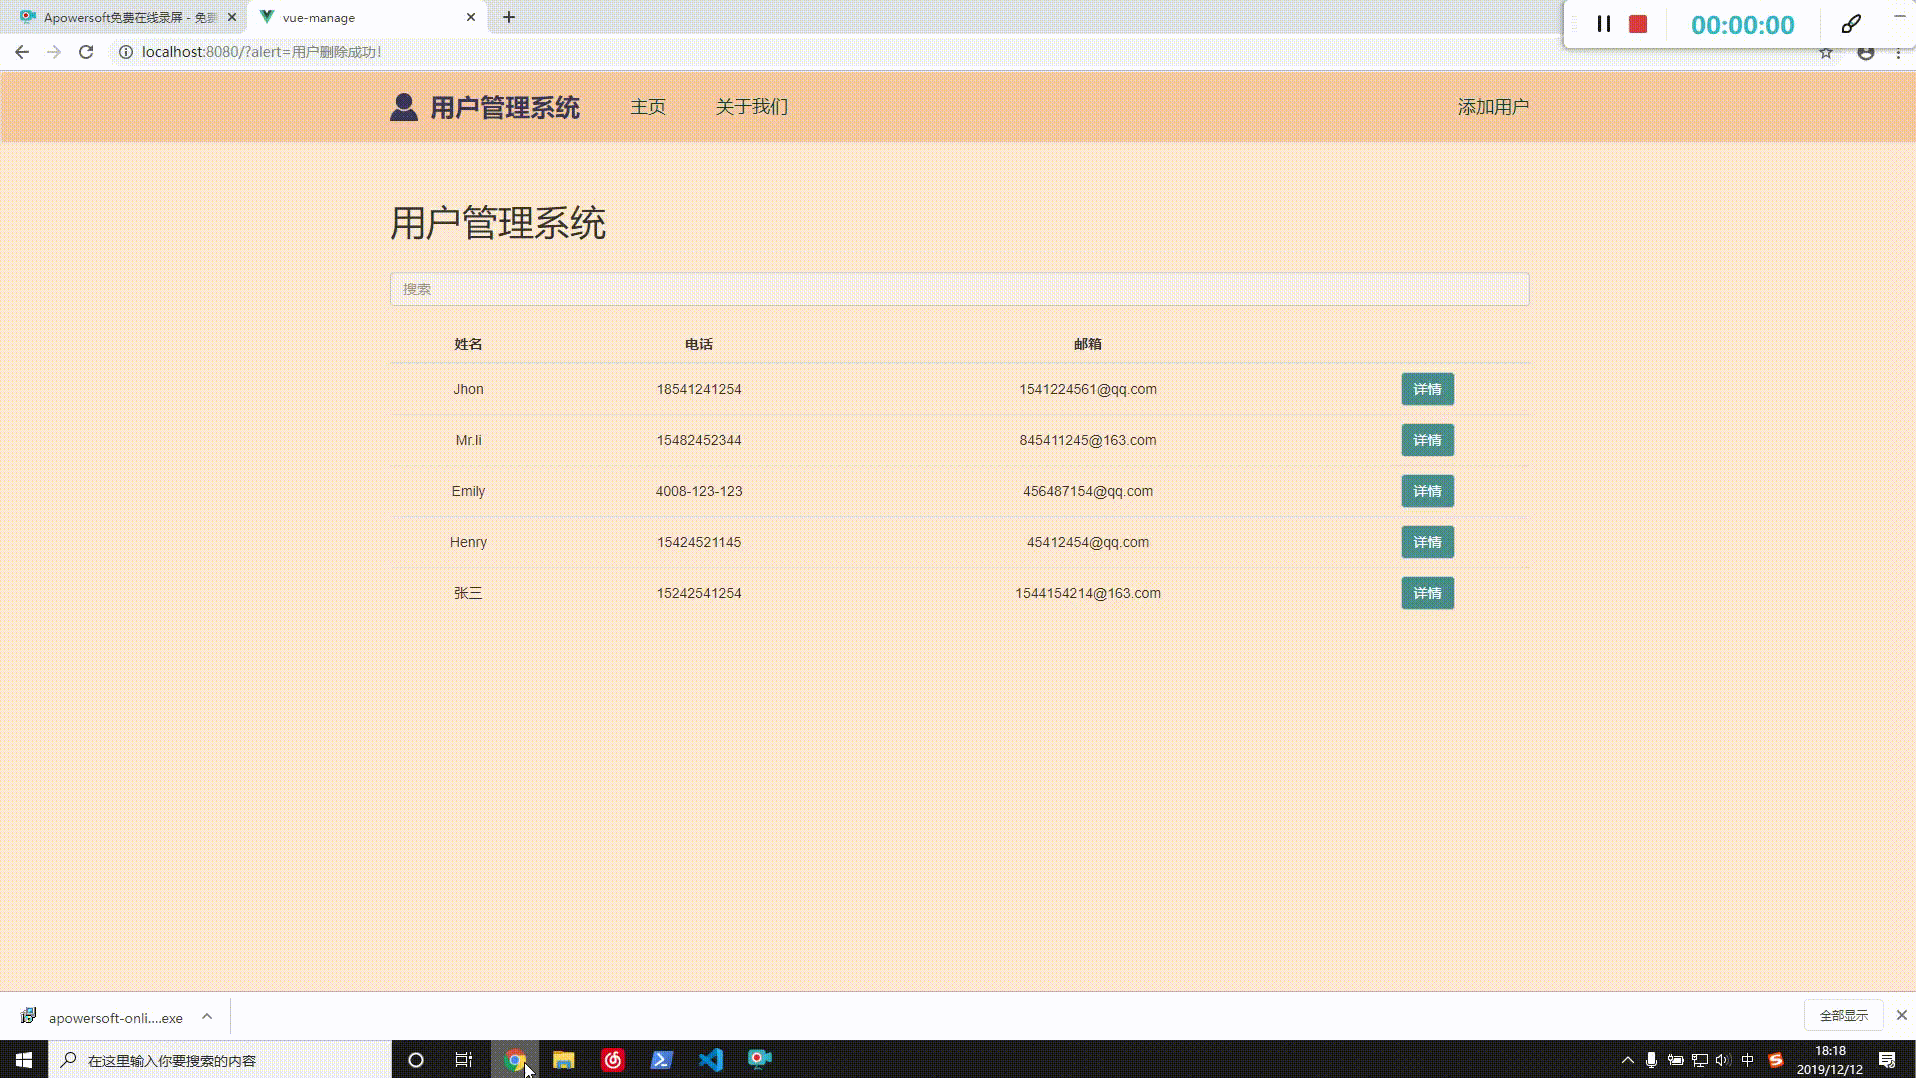 Apowersoft免费在线录屏 - 免费
vue-manage
00:00:00
localhost:8080/?alert=用户删除成功!
用户管理系统 主页 关于我们 添加用户
用户管理系统
搜索
姓名 电话 邮箱
Jhon 18541241254 1541224561@qq.com 详情
Mr.li 15482452344 845411245@163.com 详情
Emily 4008-123-123 456487154@qq.com 详情
Henry 15424521145 45412454@qq.com 详情
张三 15242541254 1544154214@163.com 详情
apowersoft-onli....exe 全部显示
在这里输入你要搜索的内容
中
18:18
2019/12/12